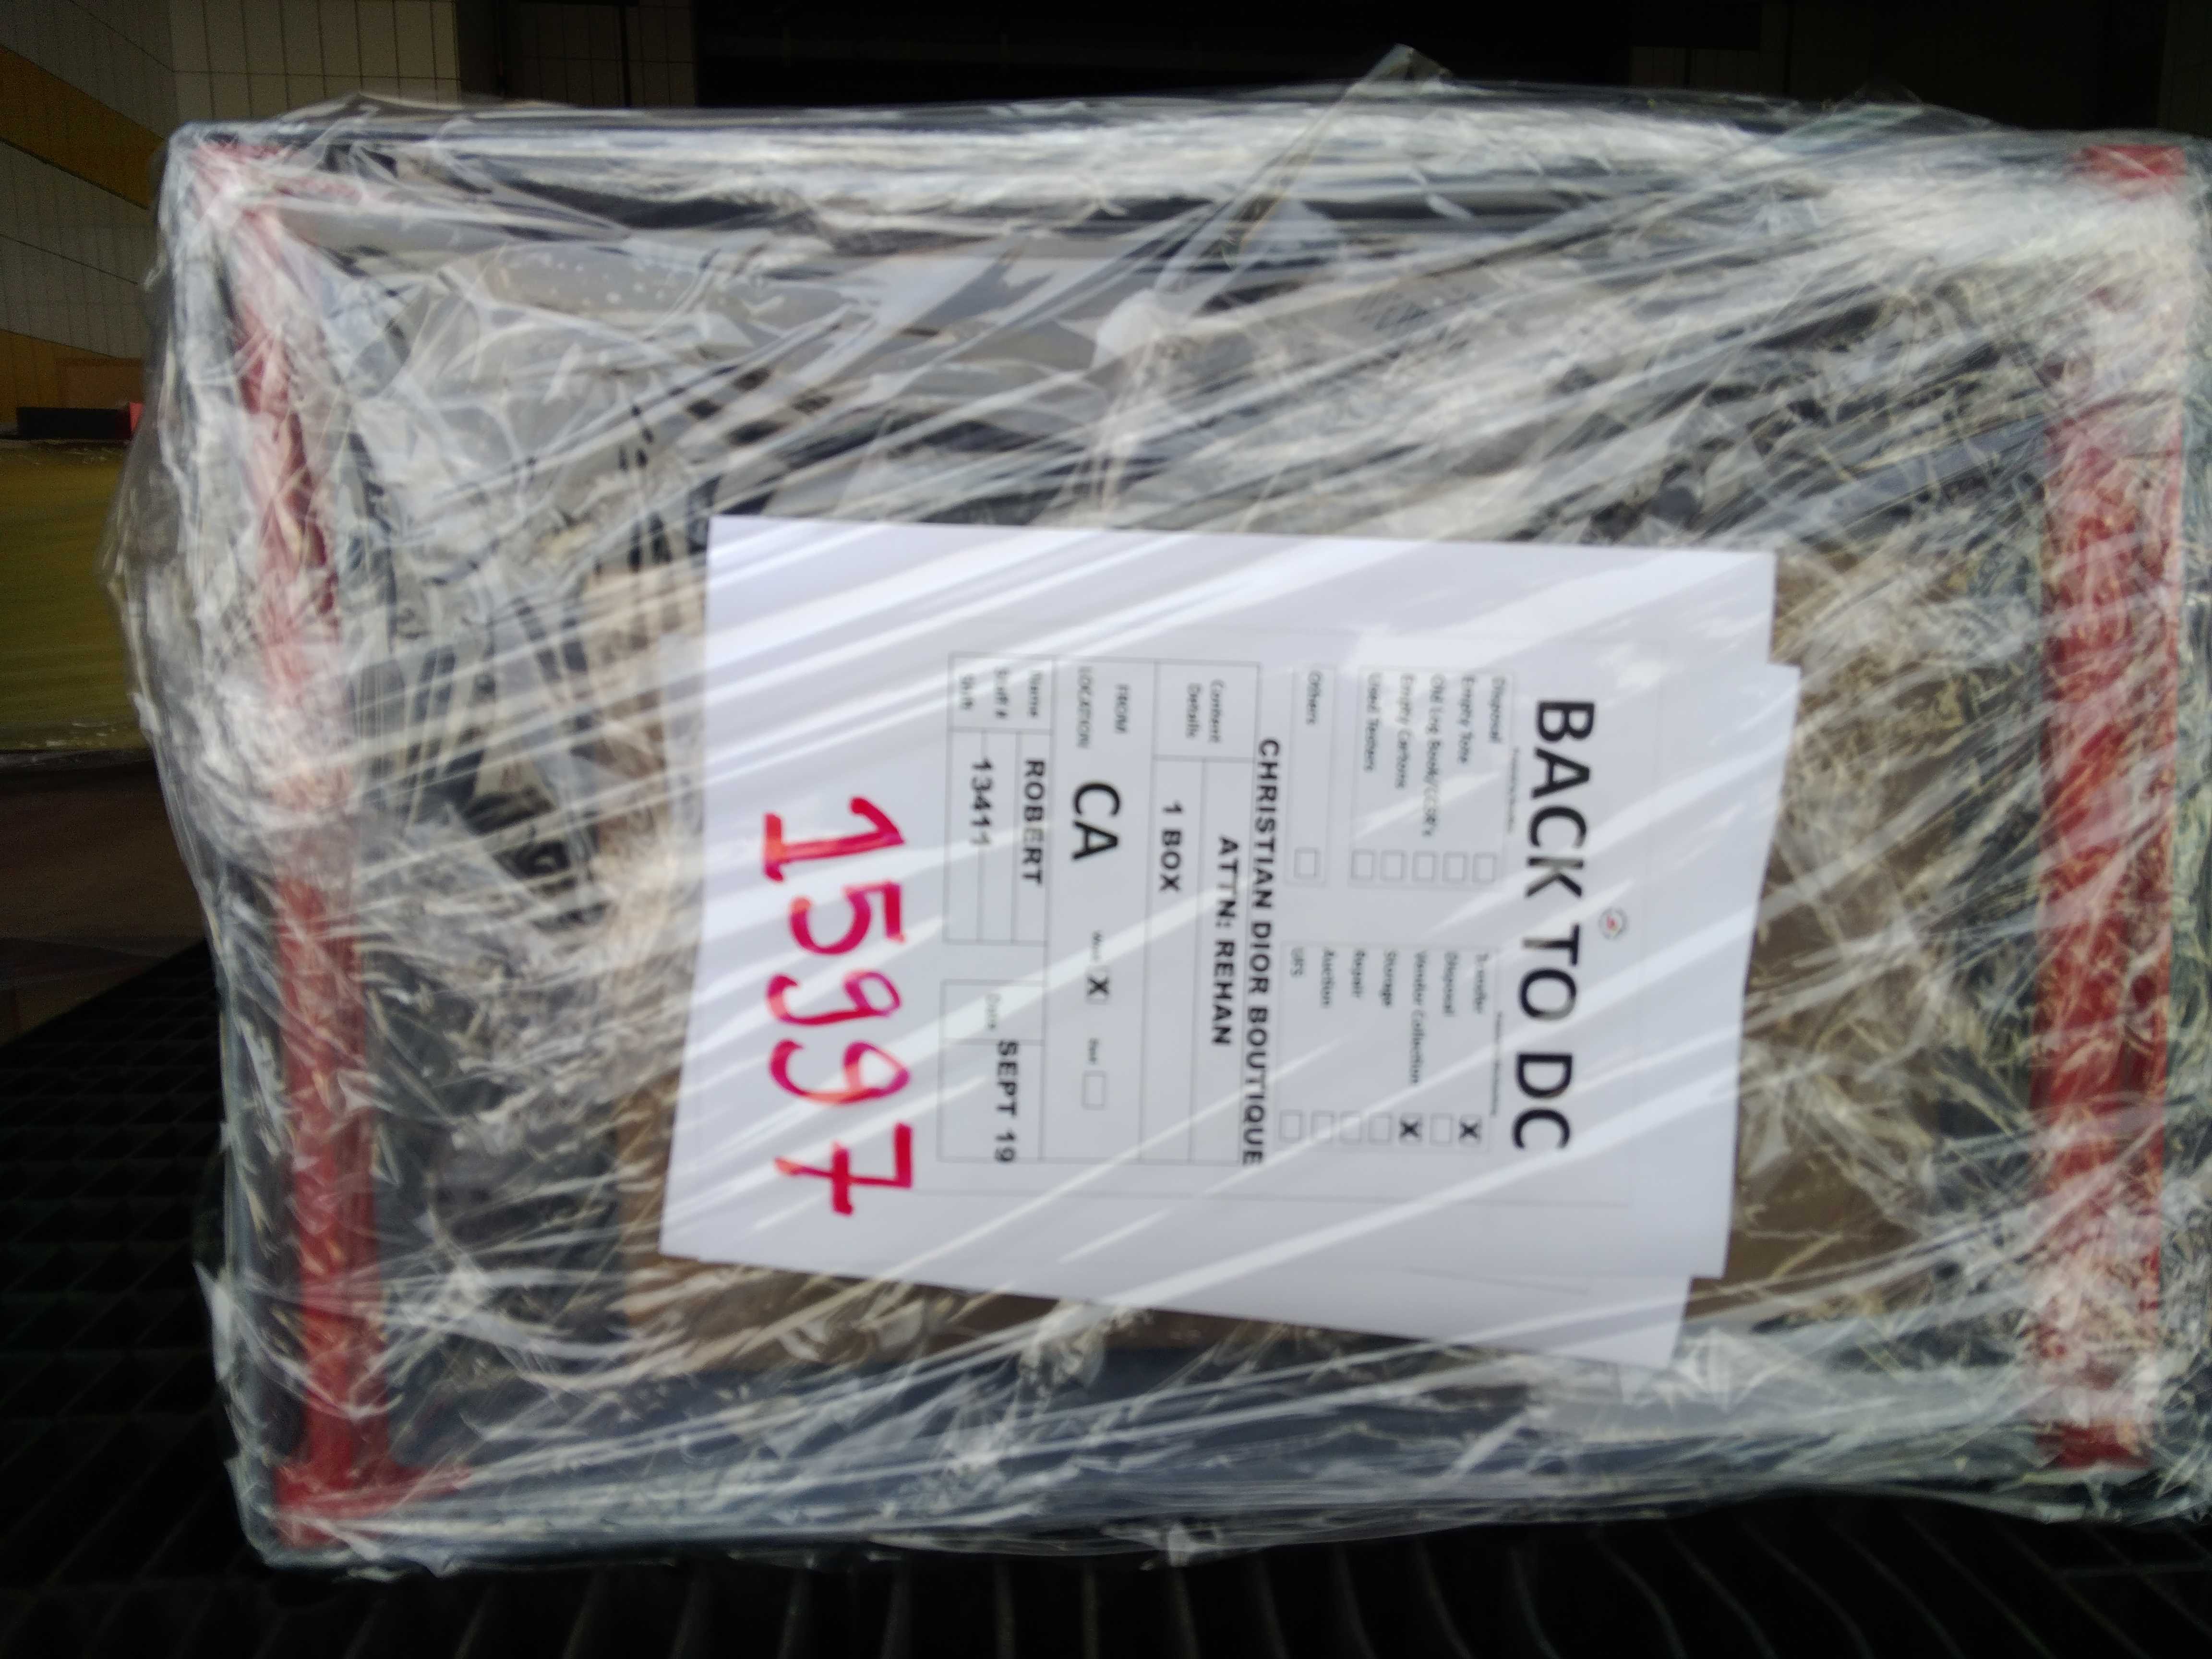 BACK TO DC
Disposal
Empty Tote
Empty Cartons
Used Testers
Others
Transfer
Disposal
Vendor Collection
Storage
Repair
Auction
UPS
CHRISTIAN DIOR BOUTIQUE
ATTN: REHAN
Content Details
1 BOX
FROM
LOCATION
CA
X
Name ROBERT
Staff # 13411
Shift
Date SEPT 19
15997